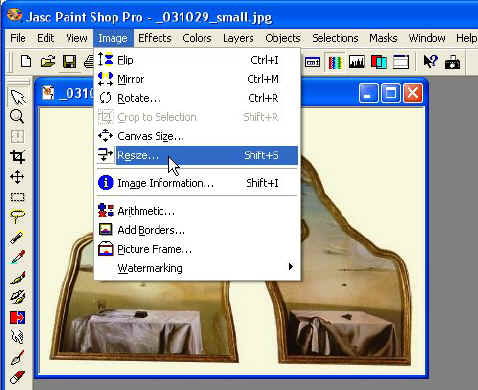 Jasc Paint Shop Pro - _031029_small.jpg
File Edit View Image Effects Colors Layers Objects Selections Masks Window
Flip Ctrl+I
Mirror Ctrl+M
Rotate... Ctrl+R
Crop to Selection Shift+R
Canvas Size...
Resize... Shift+S
Image Information... Shift+I
Arithmetic...
Add Borders...
Picture Frame...
Watermarking
_031